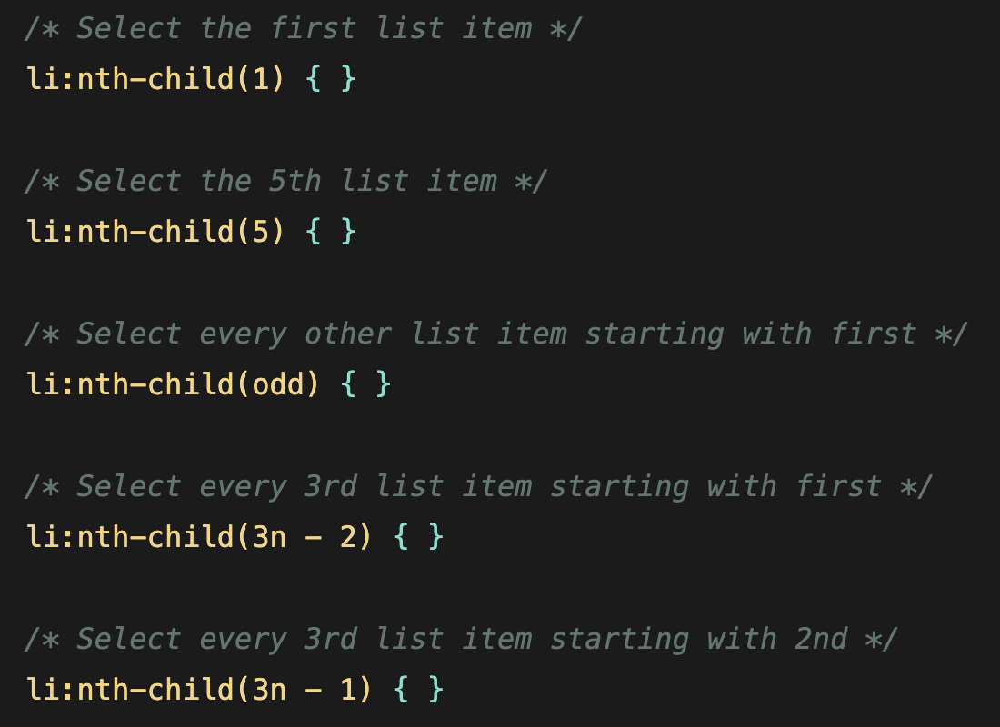 /* Select the first list item */
li:nth-child(1) { }
/* Select the 5th list item */
li:nth-child(5) { }
/* Select every other list item starting with first */
li:nth-child(odd) { }
/* Select every 3rd list item starting with first */
li:nth-child(3n - 2) { }
/* Select every 3rd list item starting with 2nd */
li:nth-child(3n - 1) { }